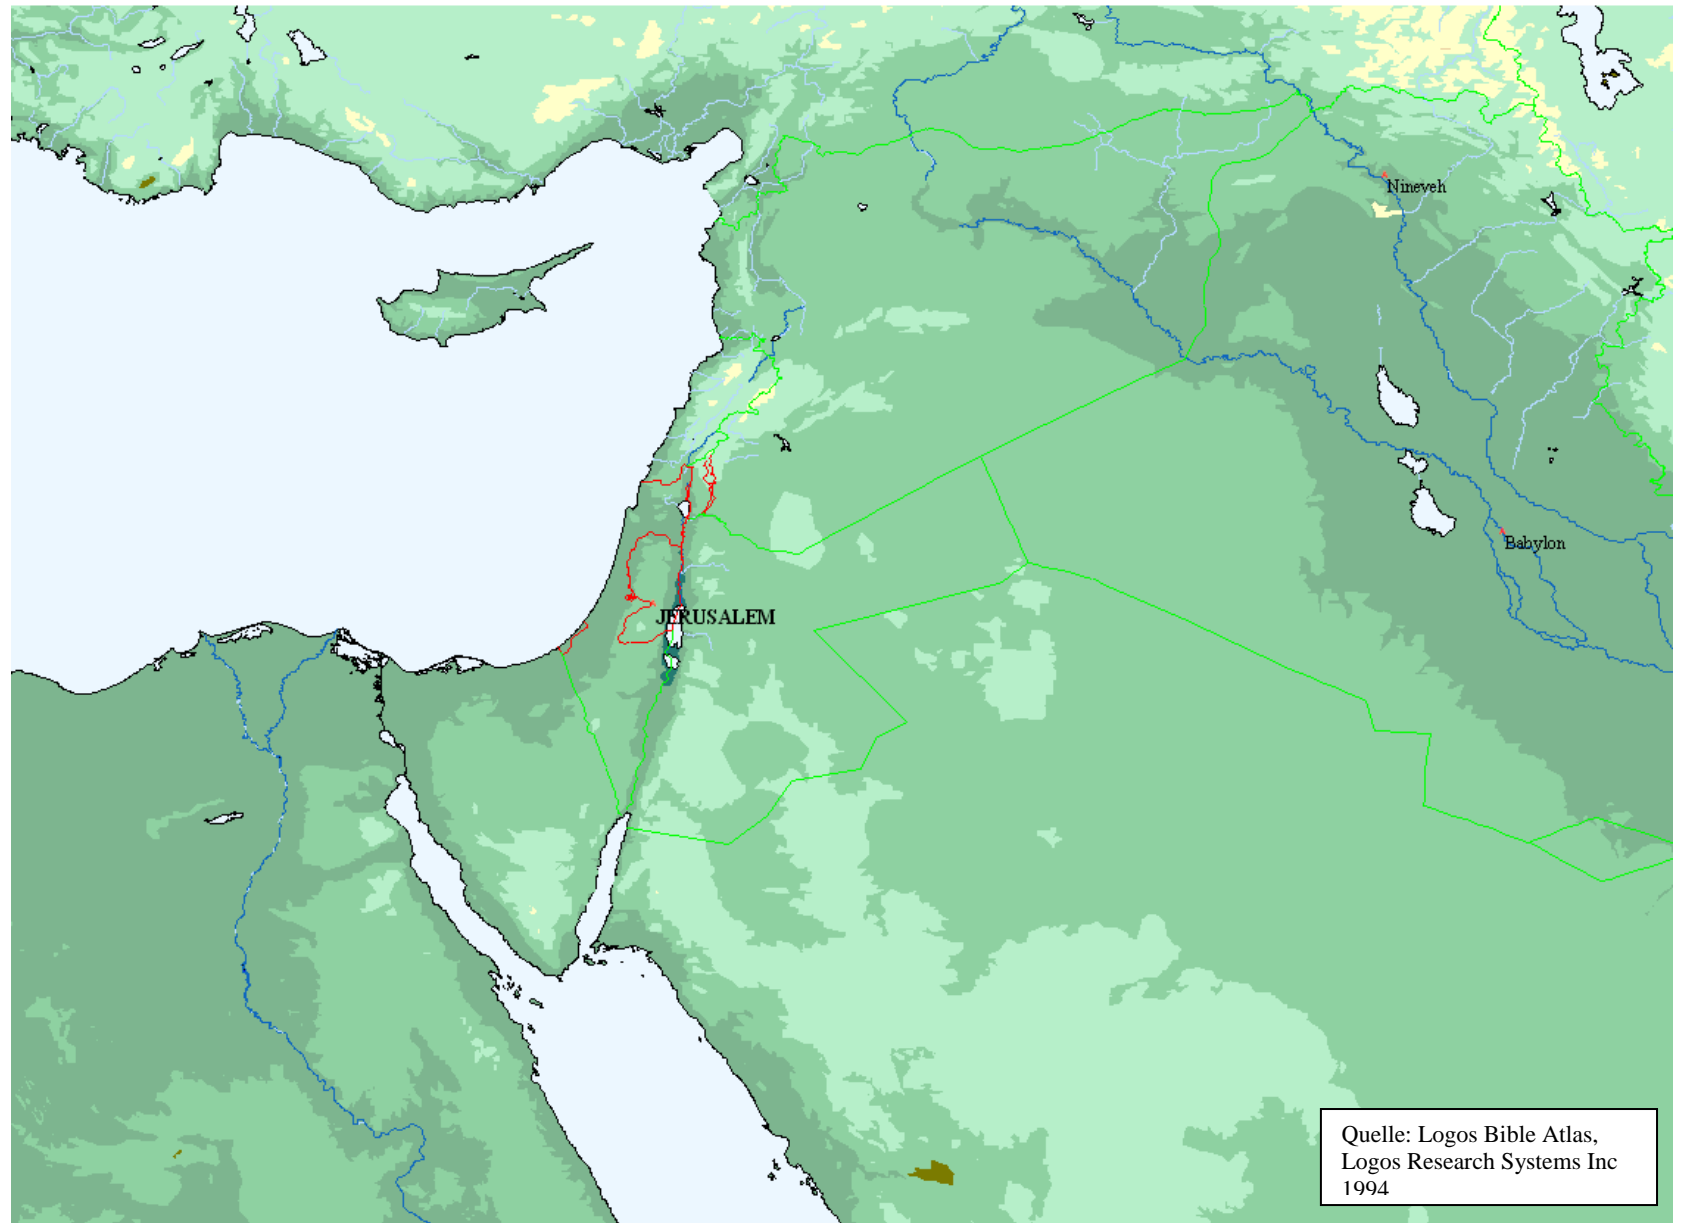 Nineveh
Babylon
JERUSALEM
Quelle: Logos Bible Atlas,
Logos Research Systems Inc
1994